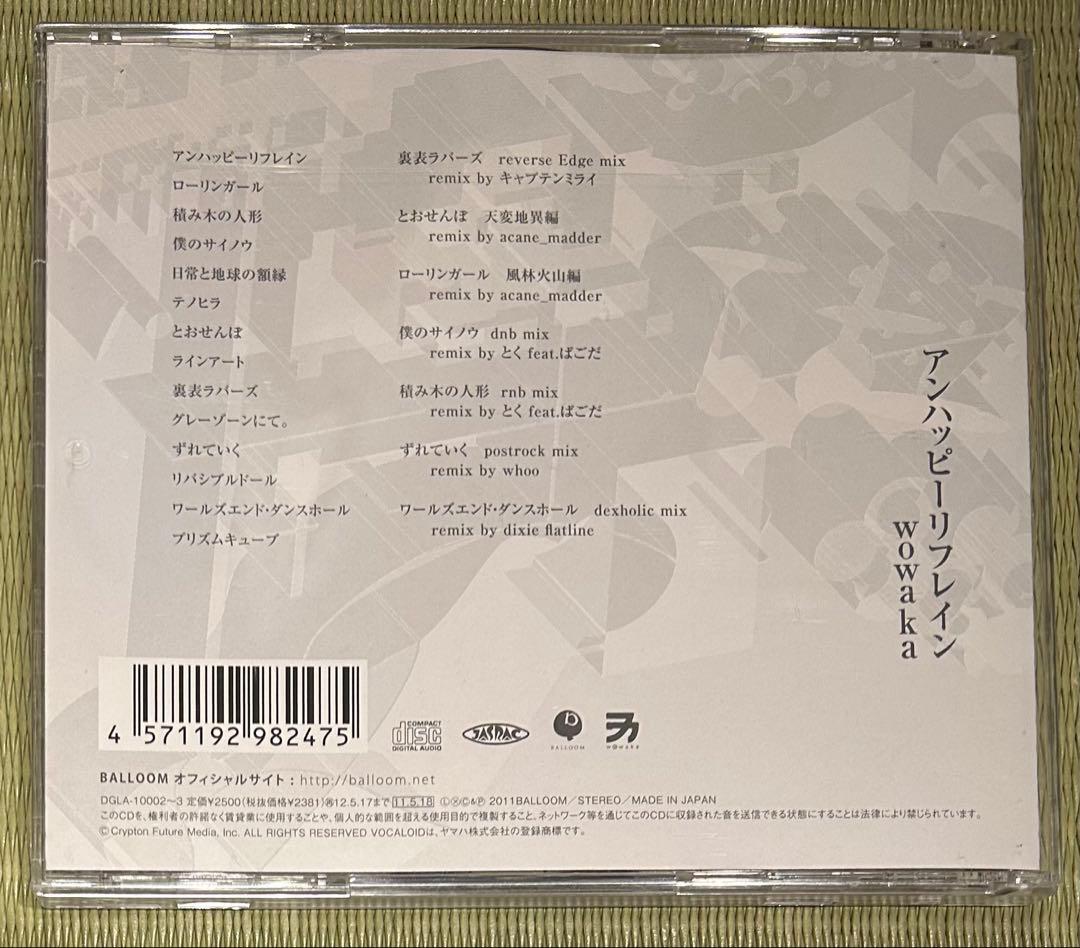 アンハッピーリフレイン
ローリンガール
積み木の人形
僕のサイノウ
日常と地球の額縁
テノヒラ
とおせんぼ
ラインアート
裏表ラバーズ
グレーゾーンにて。
ずれていく
リバシブルドール
ワールズエンド・ダンスホール
プリズムキューブ
裏表ラバーズ reverse Edge mix
remix by キャプテンミライ
とおせんぼ 天変地異編
remix by acane_madder
ローリンガール 風林火山編
remix by acane_madder
僕のサイノウ dnb mix
remix by とく feat.ぱごだ
積み木の人形 rnb mix
remix by とく feat.ぱごだ
ずれていく postrock mix
remix by whoo
ワールズエンド・ダンスホール dexholic mix
remix by dixie flatline
アンハッピーリフレイン
wowaka
4 571192 982475
COMPACT
disc
DIGITAL AUDIO
JASRAC
BALLOOM
wowaka
BALLOOM オフィシャルサイト : http://balloom.net
DGLA-10002~3 定価¥2500(税抜価格¥2381)再12.5.17まで 11.5.18 Ⓛ Ⓧ Ⓒ&Ⓟ 2011BALLOOM/STEREO/MADE IN JAPAN
このCDを、権利者の許諾なく賃貸業に使用することや、個人的な範囲を超える使用目的で複製すること、ネットワーク等を通じてこのCDに収録された音を送信できる状態にすることは法律により禁じられています。
© Crypton Future Media, Inc. ALL RIGHTS RESERVED VOCALOIDは、ヤマハ株式会社の登録商標です。